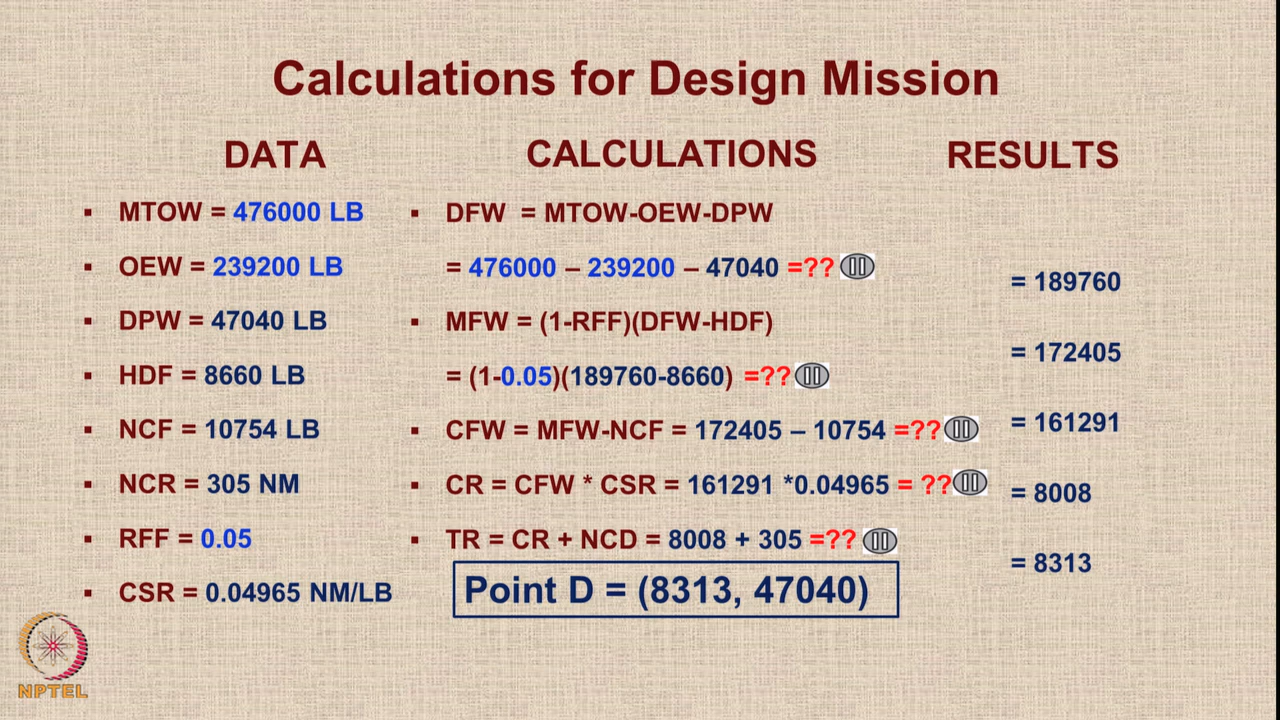 Calculations for Design Mission
DATA
▪ MTOW = 476000 LB
▪ OEW = 239200 LB
▪ DPW = 47040 LB
▪ HDF = 8660 LB
▪ NCF = 10754 LB
▪ NCR = 305 NM
▪ RFF = 0.05
▪ CSR = 0.04965 NM/LB
CALCULATIONS
▪ DFW = MTOW-OEW-DPW
= 476000 – 239200 – 47040 =??
▪ MFW = (1-RFF)(DFW-HDF)
= (1-0.05)(189760-8660) =??
▪ CFW = MFW-NCF = 172405 – 10754 =??
▪ CR = CFW * CSR = 161291 *0.04965 = ??
▪ TR = CR + NCD = 8008 + 305 =??
Point D = (8313, 47040)
RESULTS
= 189760
= 172405
= 161291
= 8008
= 8313
NPTEL